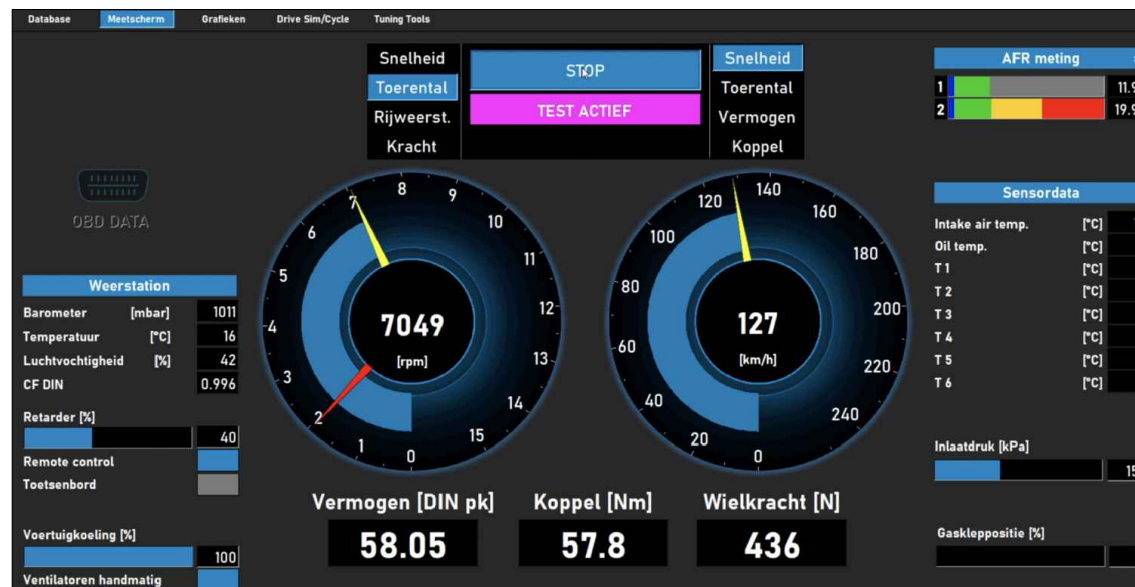 Database Meetscherm Grafieken Drive Sim/Cycle Tuning Tools
Snelheid
Toerental
Rijweerst.
Kracht
STOP
TEST ACTIEF
Snelheid
Toerental
Vermogen
Koppel
AFR meting
1 11.9
2 19.9
OBD DATA
Weerstation
Barometer [mbar] 1011
Temperatuur [°C] 16
Luchtvochtigheid [%] 42
CF DIN 0.996
Retarder [%]
40
Remote control
Toetsenbord
Voertuigkoeling [%]
100
Ventilatoren handmatig
0 1 2 3 4 5 6 7 8 9 10 11 12 13 14 15
7049
[rpm]
0 20 40 60 80 100 120 140 160 180 200 220 240
127
[km/h]
Vermogen [DIN pk] Koppel [Nm] Wielkracht [N]
58.05 57.8 436
Sensordata
Intake air temp. [°C]
Oil temp. [°C]
T 1 [°C]
T 2 [°C]
T 3 [°C]
T 4 [°C]
T 5 [°C]
T 6 [°C]
Inlaatdruk [kPa]
15
Gaskleppositie [%]